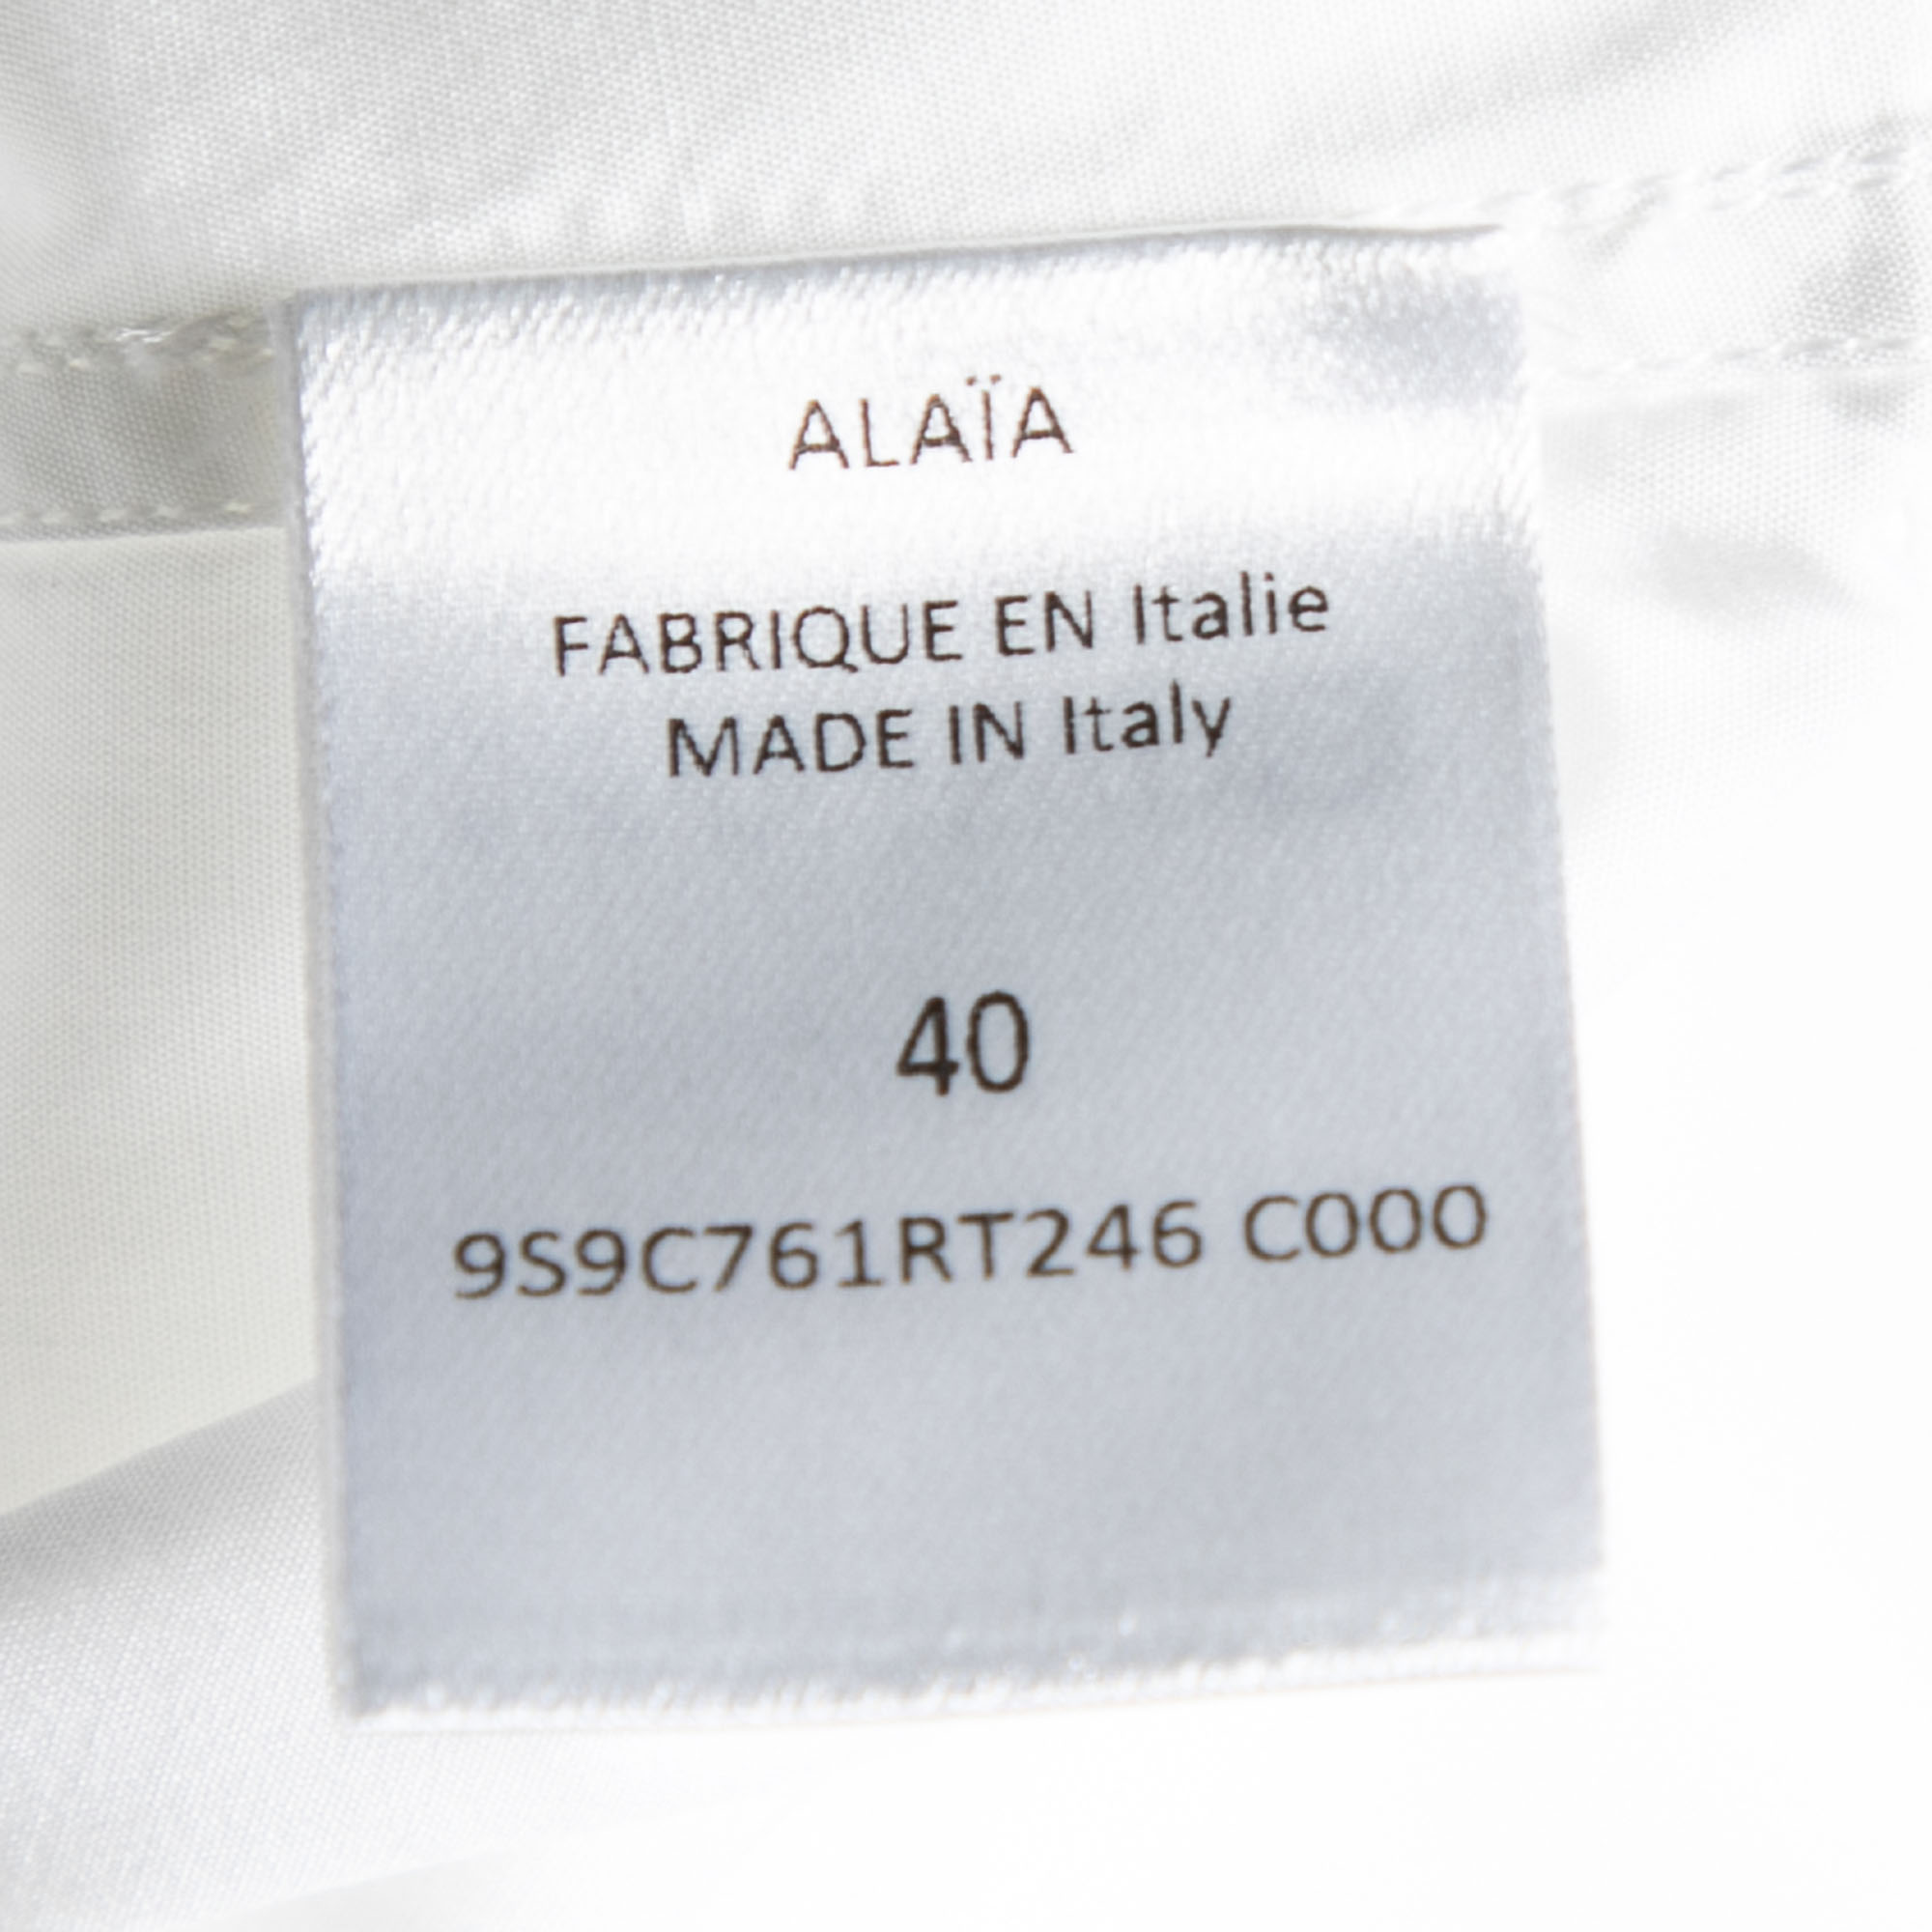 ALAÏA
FABRIQUE EN Italie
MADE IN Italy
40
9S9C761RT246 C000